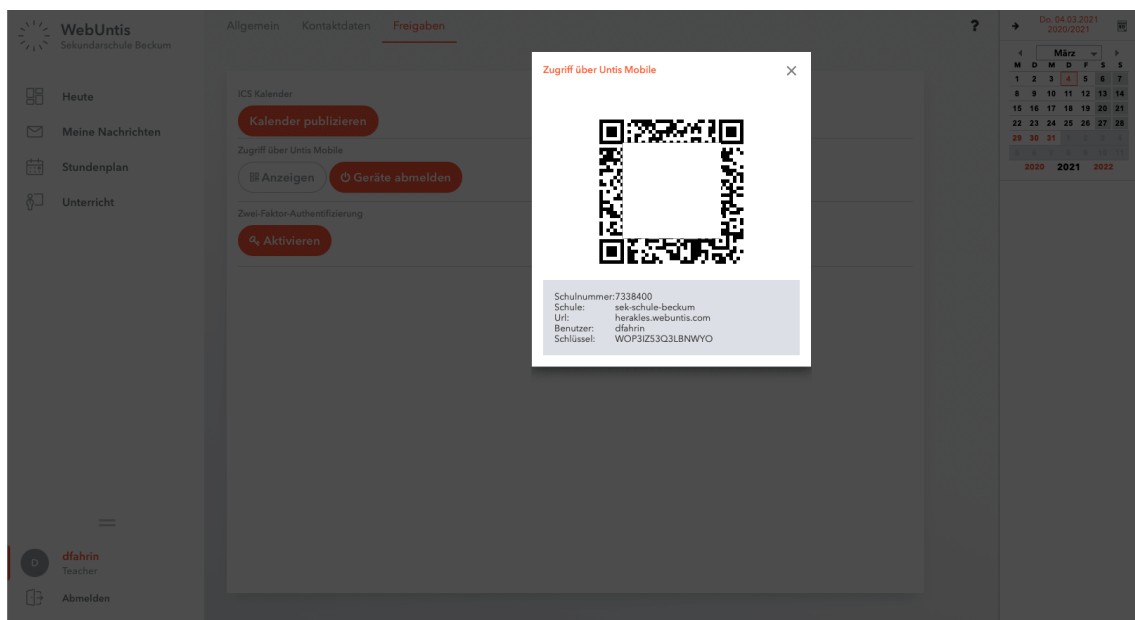 WebUntis
Sekundarschule Beckum
Heute
Meine Nachrichten
Stundenplan
Unterricht
dfahrin
D
Teacher
Abmelden
Allgemein Kontaktdaten Freigaben
?
ICS Kalender
Kalender publizieren
Zugriff über Untis Mobile
Anzeigen Geräte abmelden
Zwei-Faktor-Authentifizierung
Aktivieren
Zugriff über Untis Mobile
Schulnummer:7338400
Schule: sek-schule-beckum
Url: herakles.webuntis.com
Benutzer: dfahrin
Schlüssel: WOP3IZ53Q3LBNWYO
Do. 04.03.2021
2020/2021
März
M D M D F S S
1 2 3 4 5 6 7
8 9 10 11 12 13 14
15 16 17 18 19 20 21
22 23 24 25 26 27 28
29 30 31
2020 2021 2022